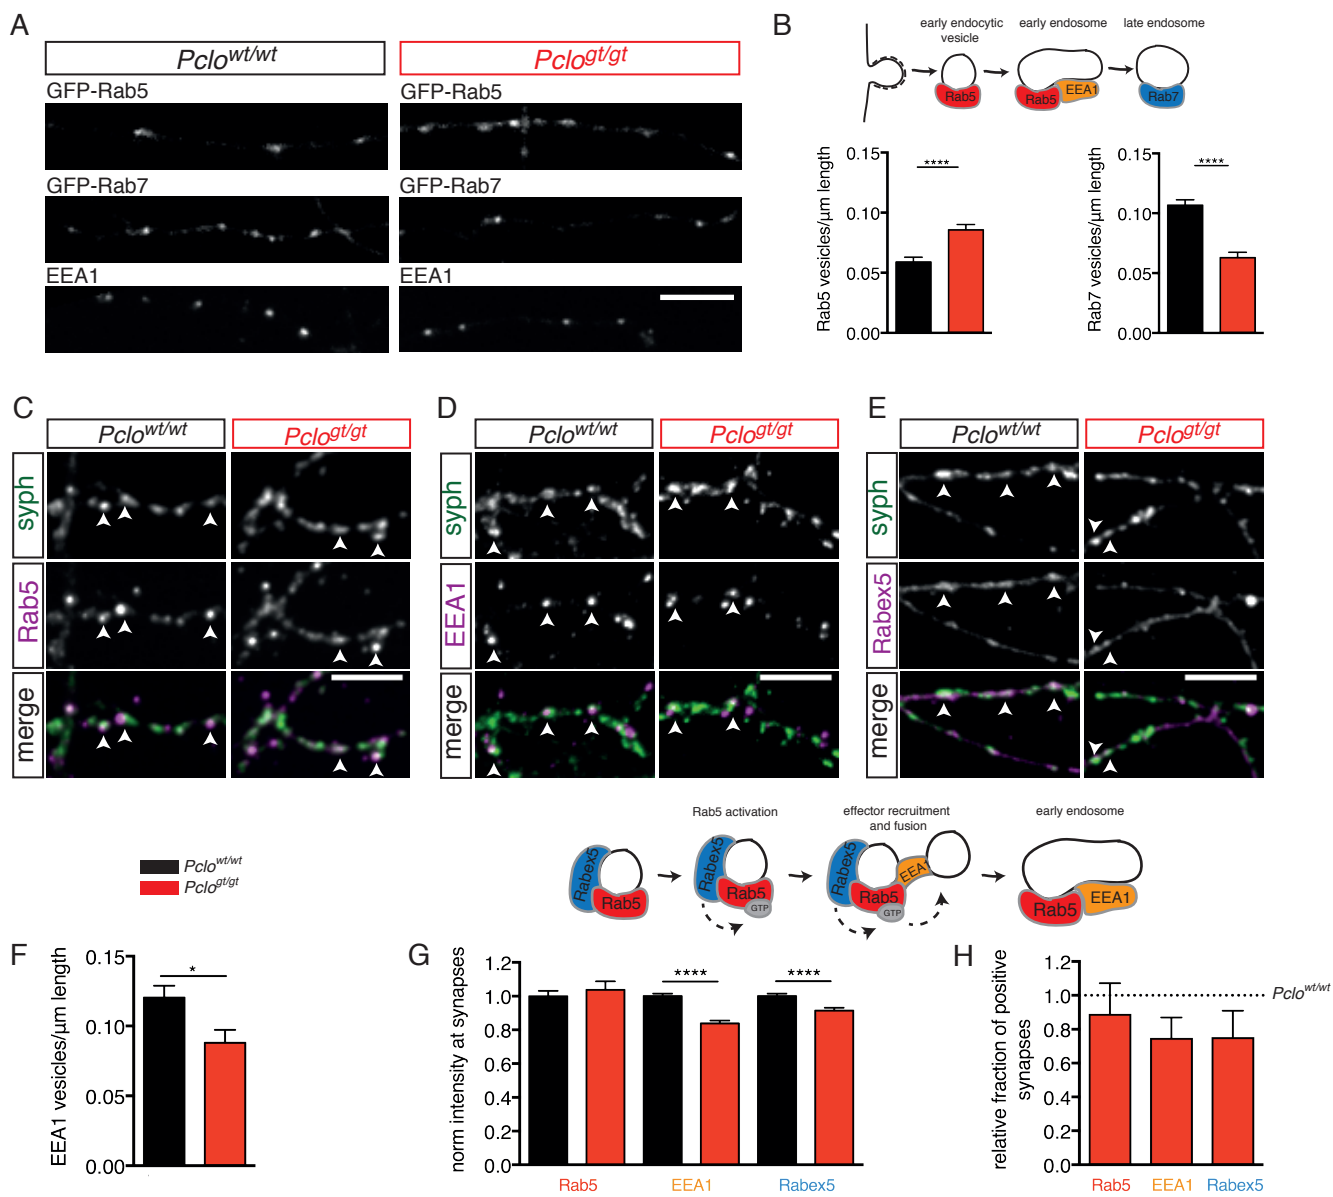 A
Pclowt/wt
Pclogt/gt
GFP-Rab5
GFP-Rab5
GFP-Rab7
GFP-Rab7
EEA1
EEA1
B
early endocytic
vesicle
early endosome
late endosome
Rab5
Rab5
EEA1
Rab7
Rab5 vesicles/µm length
0.15
0.10
0.05
0.00
****
Rab7 vesicles/µm length
0.15
0.10
0.05
0.00
****
C
Pclowt/wt
Pclogt/gt
syph
Rab5
merge
D
Pclowt/wt
Pclogt/gt
syph
EEA1
merge
E
Pclowt/wt
Pclogt/gt
syph
Rabex5
merge
Pclowt/wt
Pclogt/gt
Rab5 activation
effector recruitment
and fusion
early endosome
Rabex5
Rab5
Rabex5
Rab5
GTP
Rabex5
Rab5
GTP
EEA1
Rab5
EEA1
F
EEA1 vesicles/µm length
0.15
0.10
0.05
0.00
*
G
norm intensity at synapses
1.2
1.0
0.8
0.6
0.4
0.2
0.0
****
****
Rab5
EEA1
Rabex5
H
relative fraction of positive
synapses
1.2
1.0
0.8
0.6
0.4
0.2
0.0
Pclowt/wt
Rab5
EEA1
Rabex5